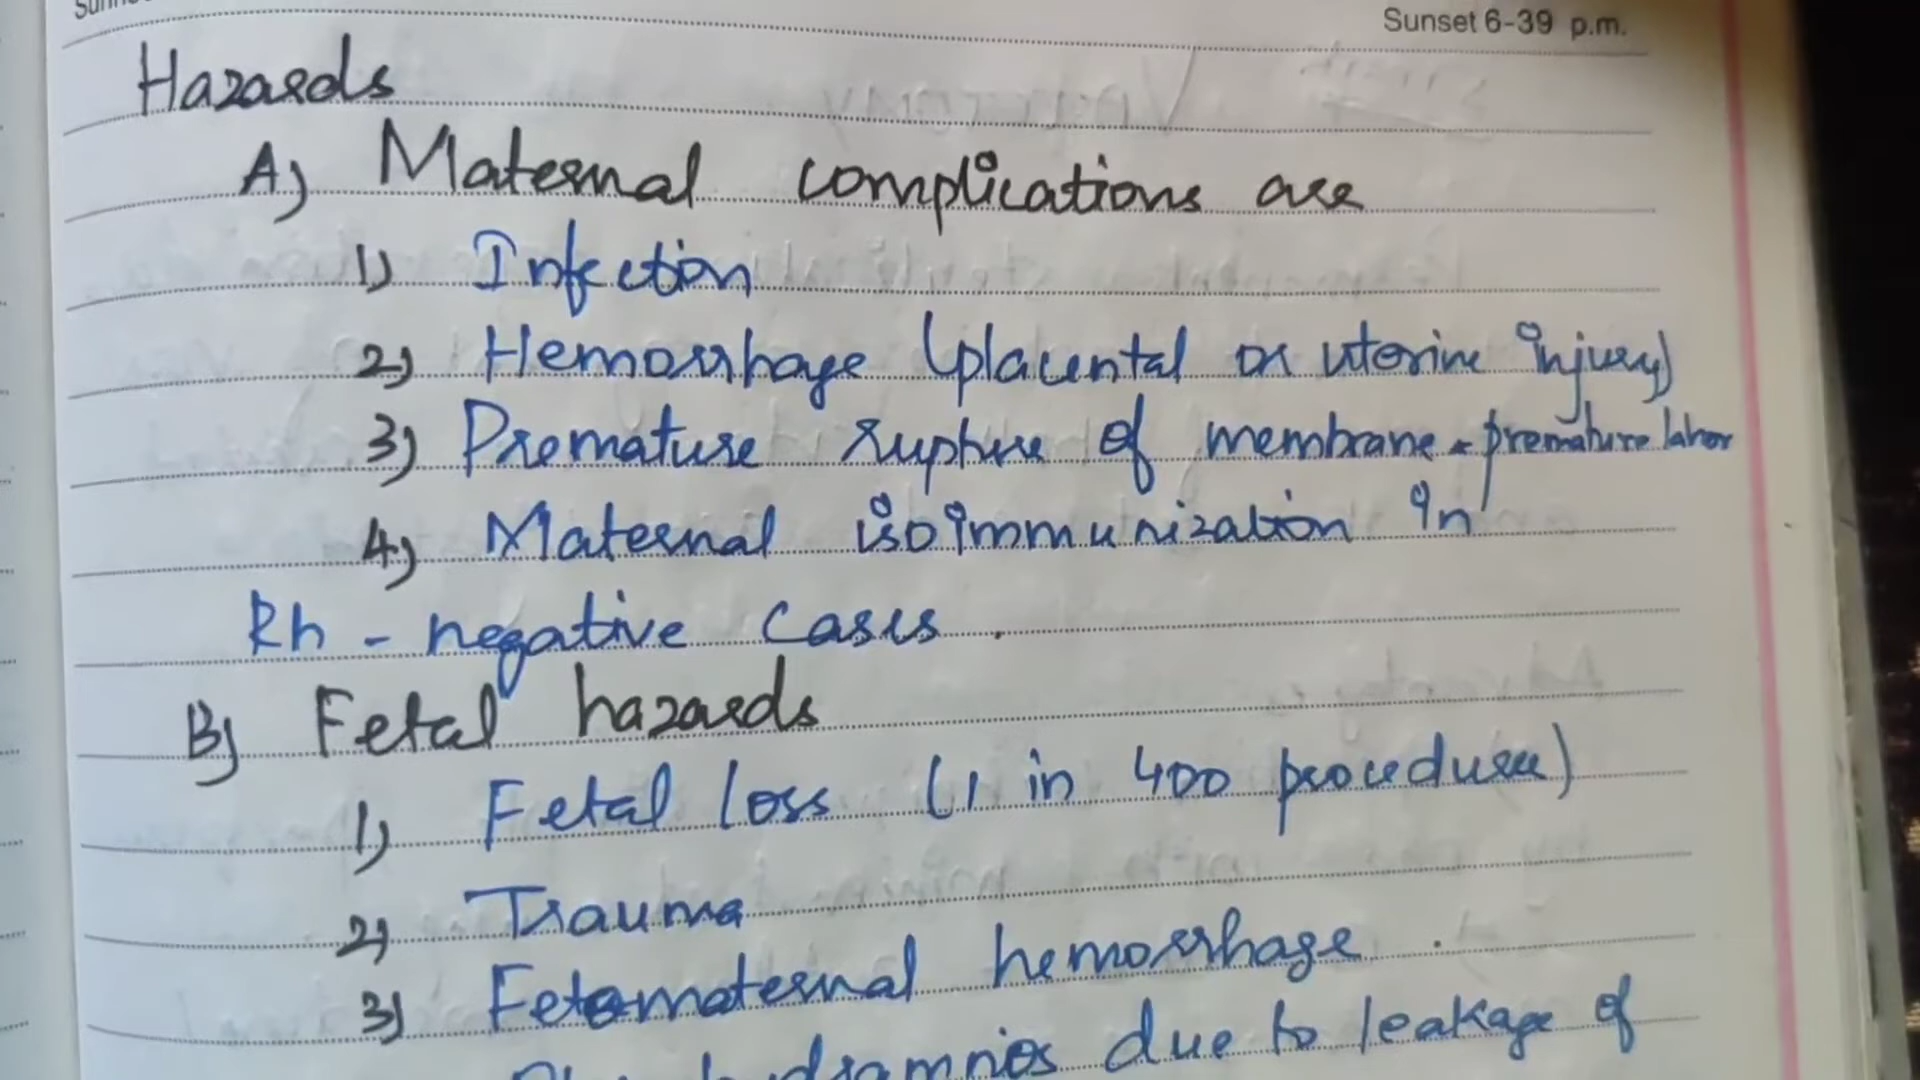 Sunset 6-39 p.m.
Hazards
A) Maternal complications are
1) Infection
2) Hemorrhage (placental or uterine injury)
3) Premature rupture of membrane - premature labor
4) Maternal isoimmunization in
Rh - negative cases.
B) Fetal hazards
1) Fetal loss (1 in 400 procedures)
2) Trauma
3) Fetomaternal hemorrhage.
due to leakage of